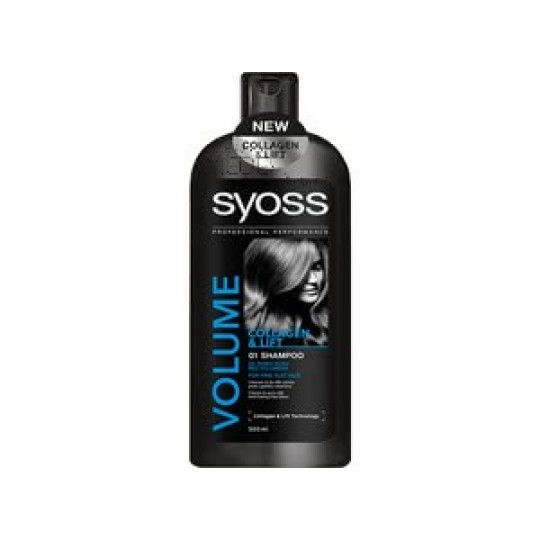 NEW
COLLAGEN
& LIFT
syoss
PROFESSIONAL PERFORMANCE
VOLUME
COLLAGEN
& LIFT
01 SHAMPOO
FOR FINE, FLAT HAIR
Collagen & Lift Technology
500 ml